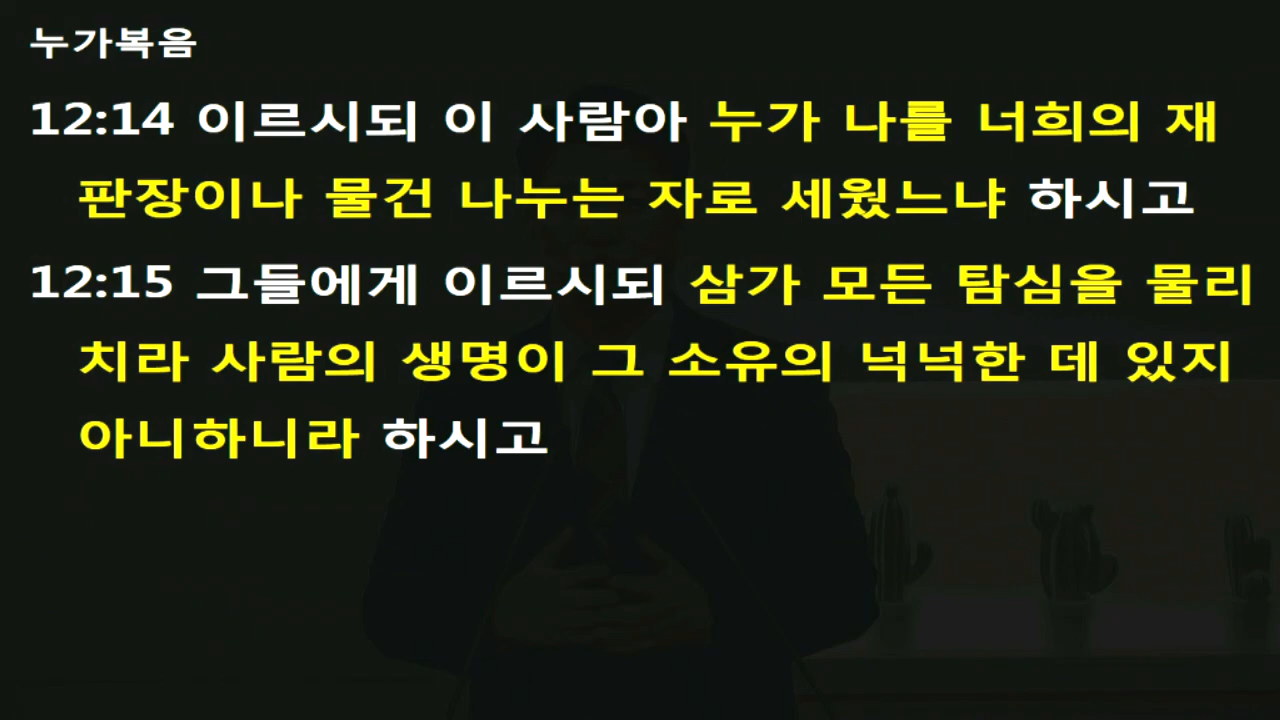 누가복음
12:14 이르시되 이 사람아 누가 나를 너희의 재
판장이나 물건 나누는 자로 세웠느냐 하시고
12:15 그들에게 이르시되 삼가 모든 탐심을 물리
치라 사람의 생명이 그 소유의 넉넉한 데 있지
아니하니라 하시고